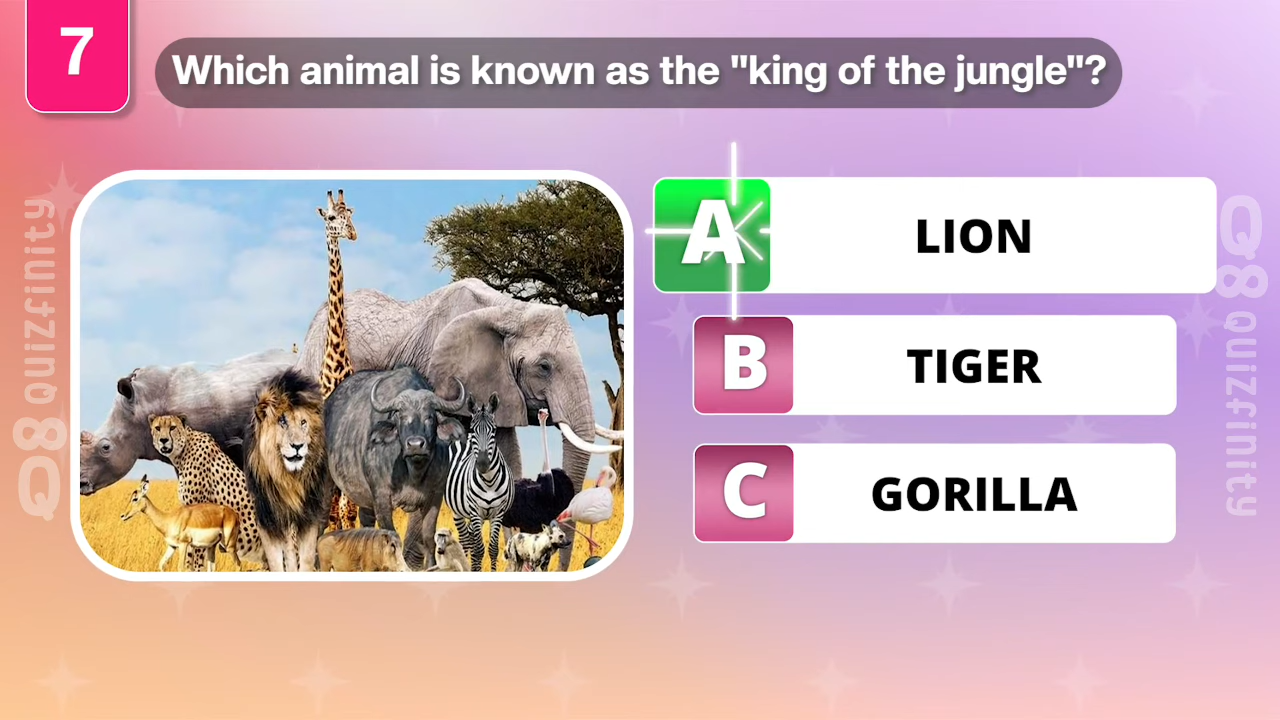 7
Which animal is known as the "king of the jungle"?
A
LION
B
TIGER
C
GORILLA
Q8 quizfinity
Q8 quizfinity